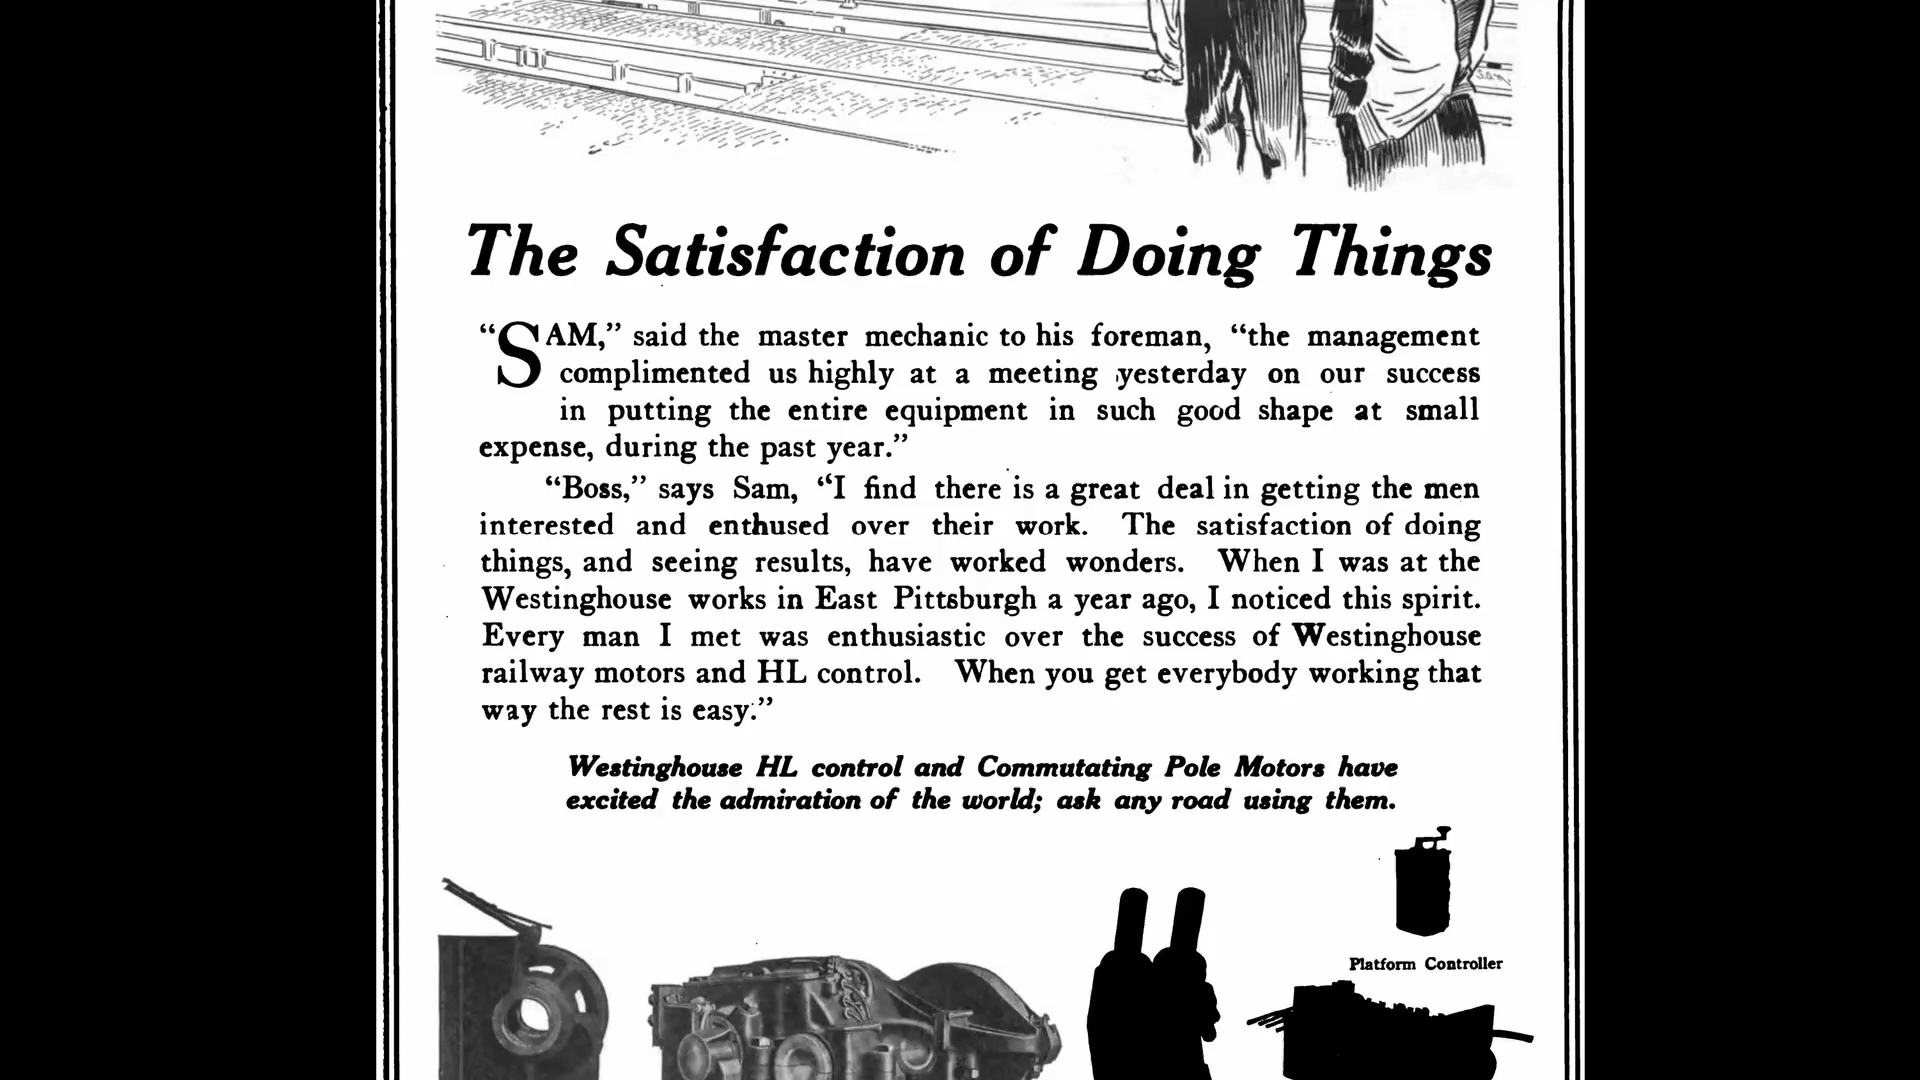 The Satisfaction of Doing Things
“SAM,” said the master mechanic to his foreman, “the management
complimented us highly at a meeting yesterday on our success
in putting the entire equipment in such good shape at small
expense, during the past year.”
“Boss,” says Sam, “I find there is a great deal in getting the men
interested and enthused over their work. The satisfaction of doing
things, and seeing results, have worked wonders. When I was at the
Westinghouse works in East Pittsburgh a year ago, I noticed this spirit.
Every man I met was enthusiastic over the success of Westinghouse
railway motors and HL control. When you get everybody working that
way the rest is easy.”
Westinghouse HL control and Commutating Pole Motors have
excited the admiration of the world; ask any road using them.
Platform Controller